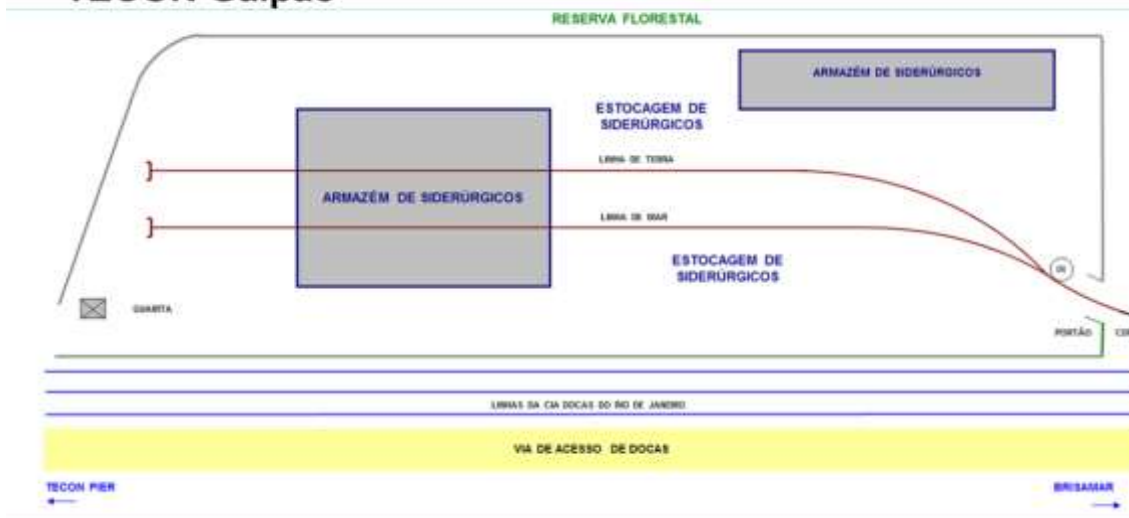 TECON Galpão
RESERVA FLORESTAL
ARMAZÉM DE SIDERÚRGICOS
ESTOCAGEM DE
SIDERÚRGICOS
LINHA DE TERRA
ARMAZÉM DE SIDERÚRGICOS
LINHA DE MAR
ESTOCAGEM DE
SIDERÚRGICOS
GUARITA
PORTÃO
LINHAS DA CIA DOCAS DO RIO DE JANEIRO
VIA DE ACESSO DE DOCAS
TECON PIER
BRISAMAR